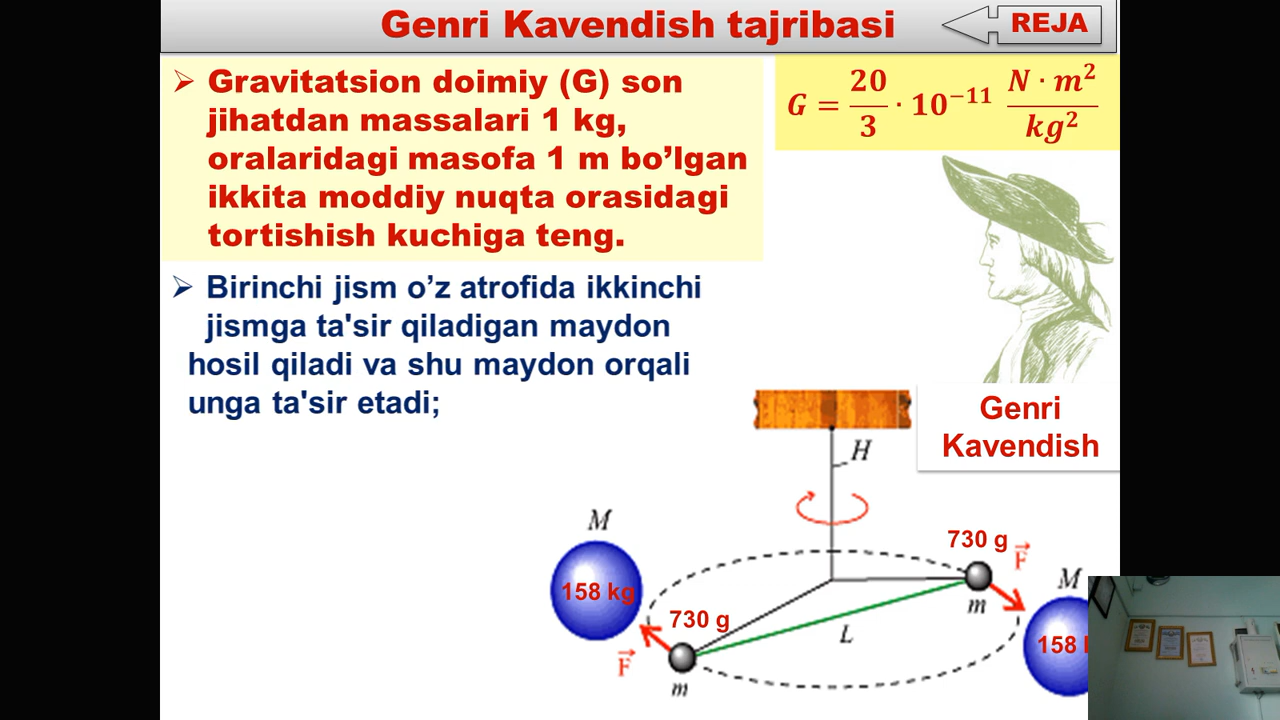 Genri Kavendish tajribasi
REJA
➢ Gravitatsion doimiy (G) son
jihatdan massalari 1 kg,
oralaridagi masofa 1 m bo’lgan
ikkita moddiy nuqta orasidagi
tortishish kuchiga teng.
G = 20/3 · 10⁻¹¹ N · m²/kg²
➢ Birinchi jism o’z atrofida ikkinchi
jismga ta'sir qiladigan maydon
hosil qiladi va shu maydon orqali
unga ta'sir etadi;
Genri
Kavendish
H
M
158 kg
730 g
F
m
L
730 g
F
m
M
158